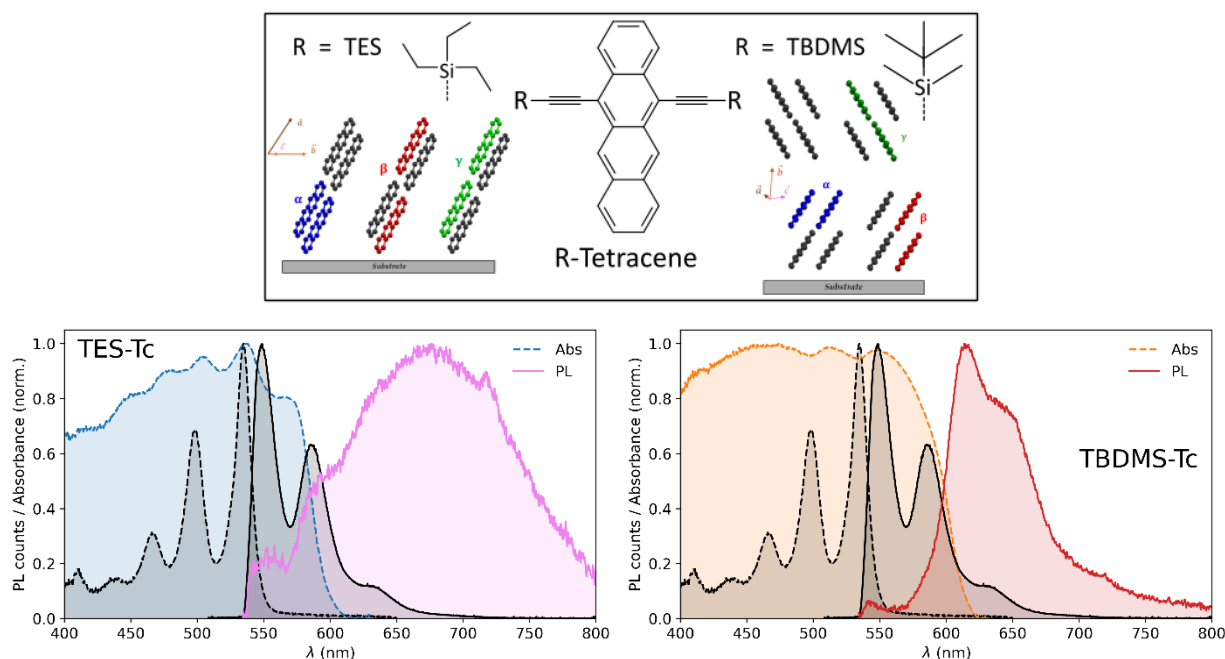 R = TES
Si
R
R
R = TBDMS
Si
a
c
b
α
β
γ
Substrate
R-Tetracene
γ
b
a
c
α
β
Substrate
TES-Tc
Abs
PL
PL counts / Absorbance (norm.)
1.0
0.8
0.6
0.4
0.2
0.0
400 450 500 550 600 650 700 750 800
λ (nm)
TBDMS-Tc
Abs
PL
PL counts / Absorbance (norm.)
1.0
0.8
0.6
0.4
0.2
0.0
400 450 500 550 600 650 700 750 800
λ (nm)